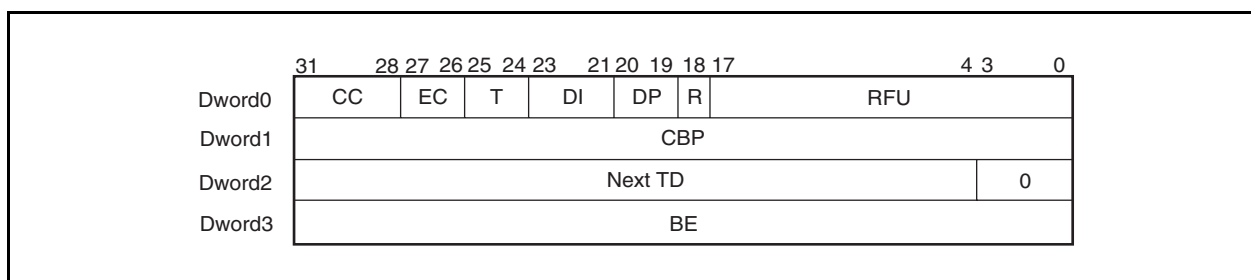 31 28 27 26 25 24 23 21 20 19 18 17 4 3 0
Dword0 CC EC T DI DP R RFU
Dword1 CBP
Dword2 Next TD 0
Dword3 BE